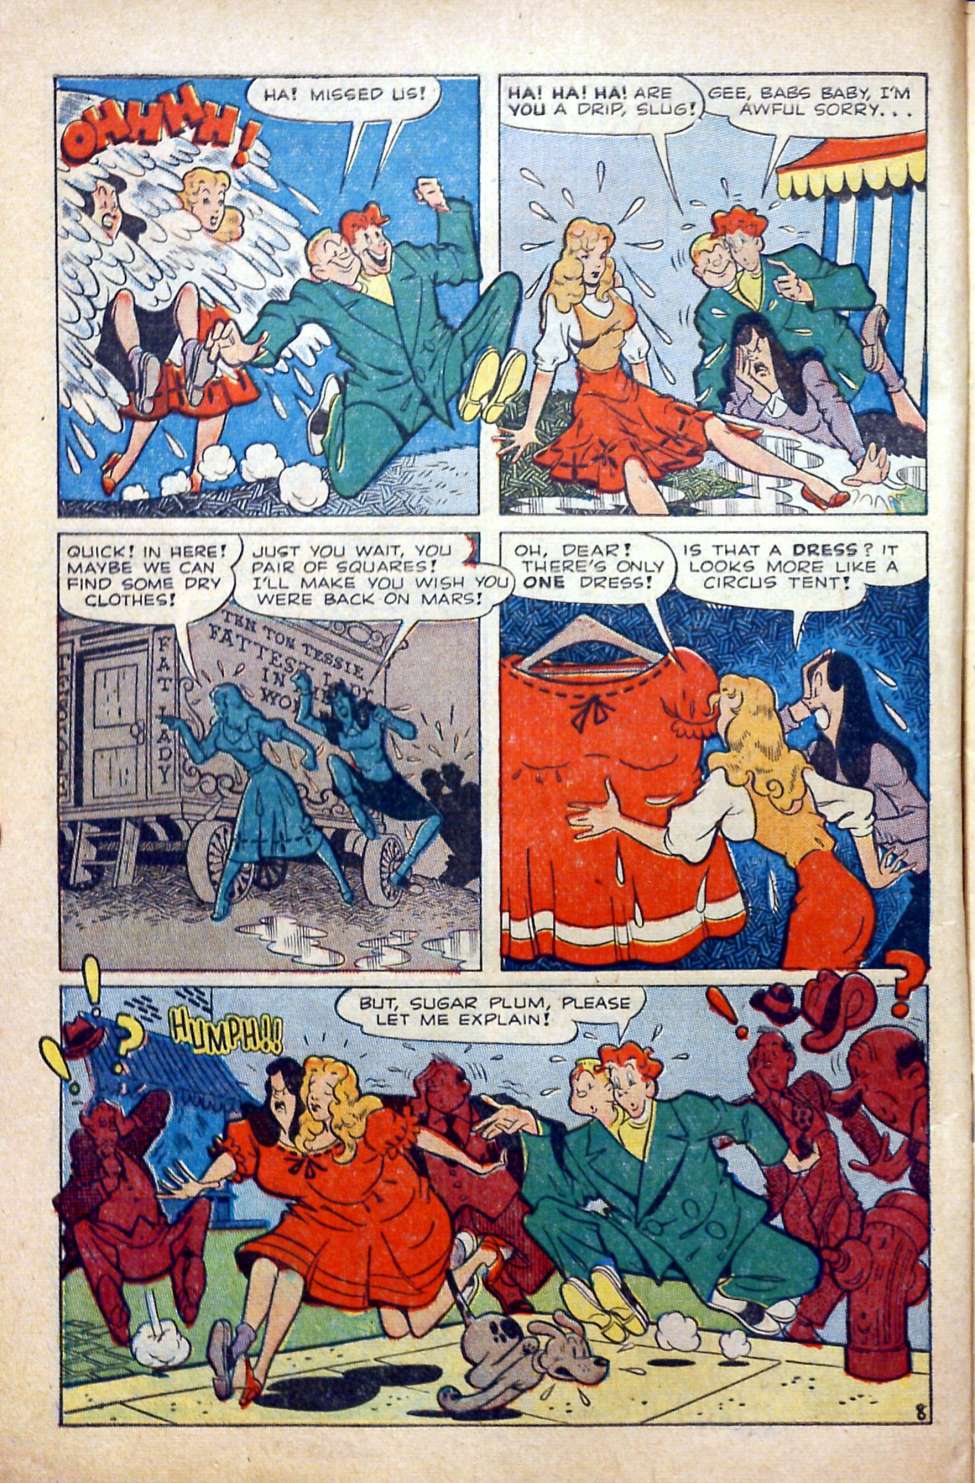 OHHHH!
HA! MISSED US!
HA! HA! HA! ARE
YOU A DRIP, SLUG!
GEE, BABS BABY, I'M
AWFUL SORRY...
QUICK! IN HERE!
MAYBE WE CAN
FIND SOME DRY
CLOTHES!
JUST YOU WAIT, YOU
PAIR OF SQUARES!
I'LL MAKE YOU WISH YOU
WERE BACK ON MARS!
TEN TON TESSIE
FATTEST LADY
IN THE
WO
FAT LADY
OH, DEAR!
THERE'S ONLY
ONE DRESS!
IS THAT A DRESS? IT
LOOKS MORE LIKE A
CIRCUS TENT!
! ! ?
HUMPH!!
BUT, SUGAR PLUM, PLEASE
LET ME EXPLAIN!
! ?
8